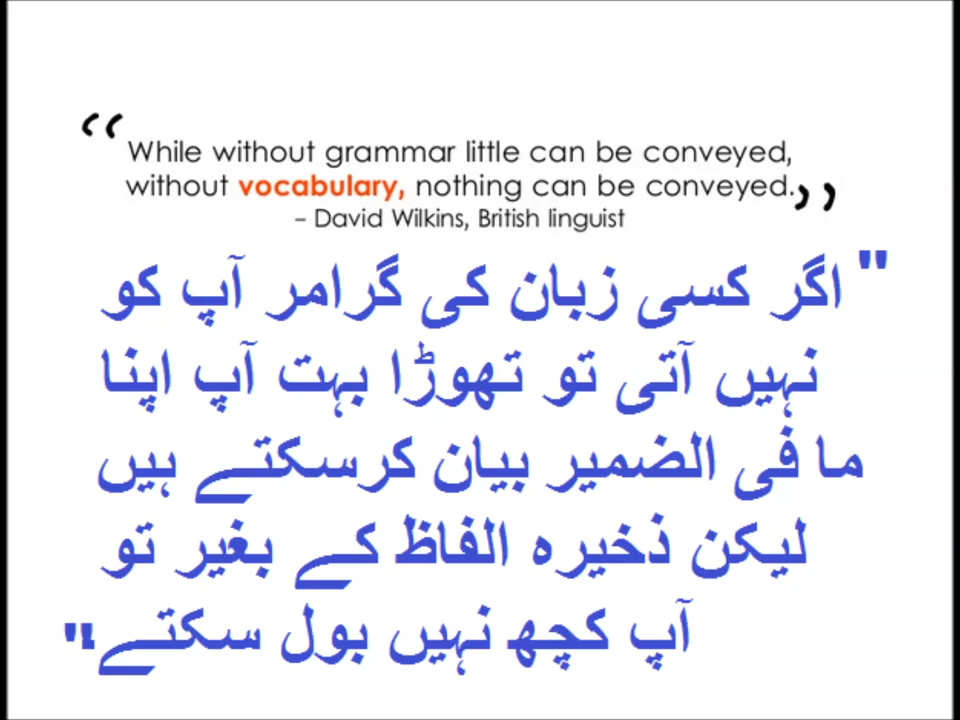 “While without grammar little can be conveyed,
without vocabulary, nothing can be conveyed.”
– David Wilkins, British linguist
"اگر کسی زبان کی گرامر آپ کو
نہیں آتی تو تھوڑا بہت آپ اپنا
ما فی الضمیر بیان کرسکتے ہیں
لیکن ذخیرہ الفاظ کے بغیر تو
آپ کچھ نہیں بول سکتے۔"